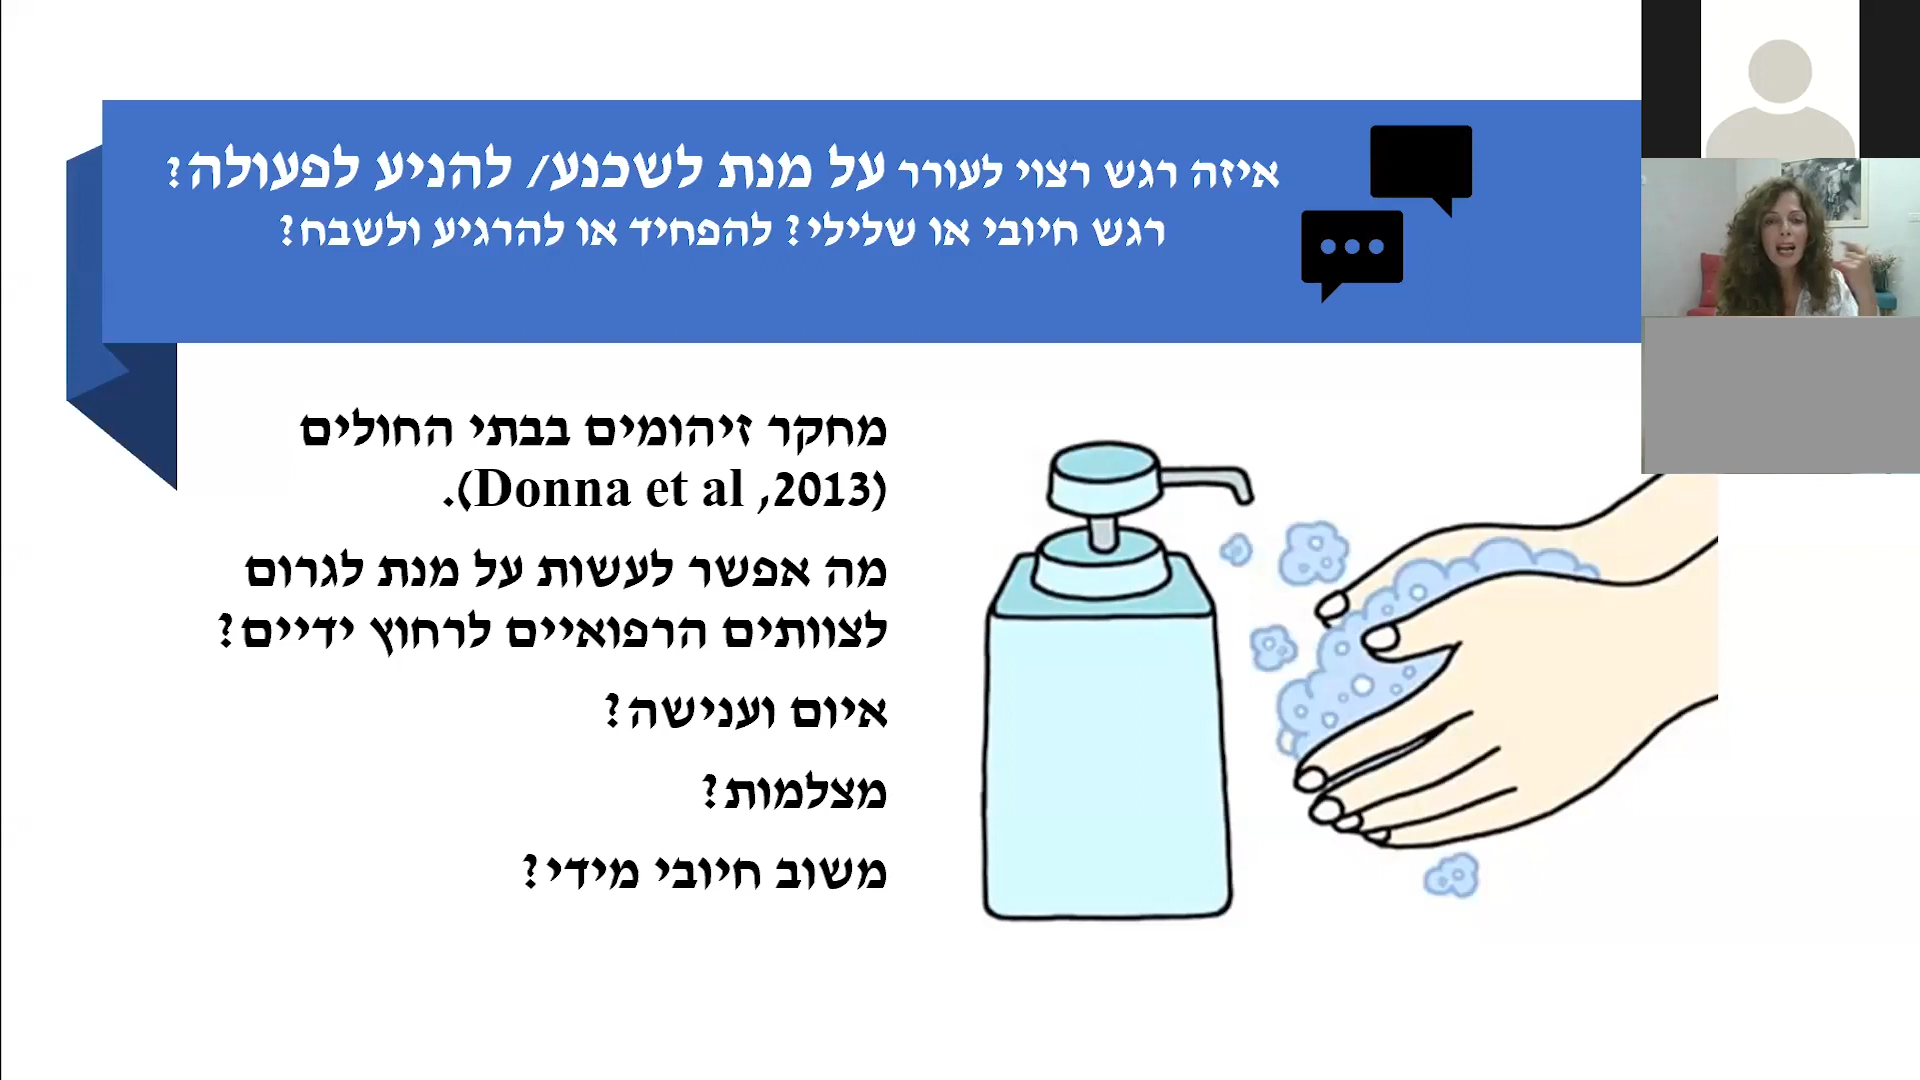 איזה רגש רצוי לעורר על מנת לשכנע/ להניע לפעולה?
רגש חיובי או שלילי? להפחיד או להרגיע ולשבח?
מחקר זיהומים בבתי החולים
(Donna et al ,2013).
מה אפשר לעשות על מנת לגרום
לצוותים הרפואיים לרחוץ ידיים?
איום וענישה?
מצלמות?
משוב חיובי מידי?